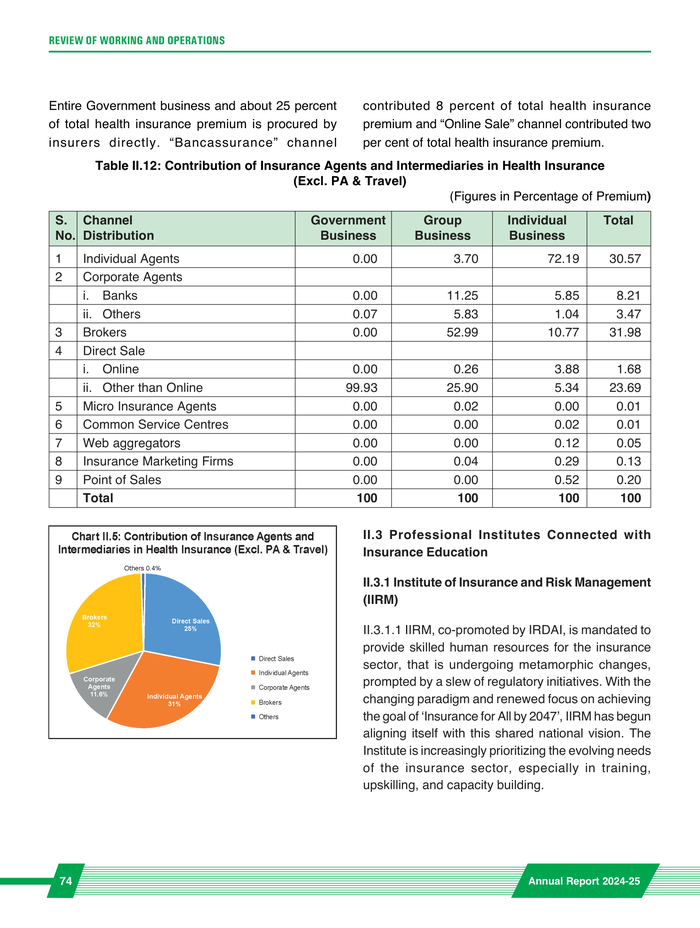 REVIEW OF WORKING AND OPERATIONS
Entire Government business and about 25 percent
of total health insurance premium is procured by
insurers directly. “Bancassurance” channel
contributed 8 percent of total health insurance
premium and “Online Sale” channel contributed two
per cent of total health insurance premium.
Table II.12: Contribution of Insurance Agents and Intermediaries in Health Insurance
(Excl. PA & Travel)
(Figures in Percentage of Premium)
S. No. Channel Distribution Government Business Group Business Individual Business Total
1 Individual Agents 0.00 3.70 72.19 30.57
2 Corporate Agents
i. Banks 0.00 11.25 5.85 8.21
ii. Others 0.07 5.83 1.04 3.47
3 Brokers 0.00 52.99 10.77 31.98
4 Direct Sale
i. Online 0.00 0.26 3.88 1.68
ii. Other than Online 99.93 25.90 5.34 23.69
5 Micro Insurance Agents 0.00 0.02 0.00 0.01
6 Common Service Centres 0.00 0.00 0.02 0.01
7 Web aggregators 0.00 0.00 0.12 0.05
8 Insurance Marketing Firms 0.00 0.04 0.29 0.13
9 Point of Sales 0.00 0.00 0.52 0.20
Total 100 100 100 100
Chart II.5: Contribution of Insurance Agents and
Intermediaries in Health Insurance (Excl. PA & Travel)
Others 0.4%
Brokers
32%
Direct Sales
25%
Corporate
Agents
11.6%
Individual Agents
31%
Direct Sales
Individual Agents
Corporate Agents
Brokers
Others
II.3 Professional Institutes Connected with
Insurance Education
II.3.1 Institute of Insurance and Risk Management
(IIRM)
II.3.1.1 IIRM, co-promoted by IRDAI, is mandated to
provide skilled human resources for the insurance
sector, that is undergoing metamorphic changes,
prompted by a slew of regulatory initiatives. With the
changing paradigm and renewed focus on achieving
the goal of ‘Insurance for All by 2047’, IIRM has begun
aligning itself with this shared national vision. The
Institute is increasingly prioritizing the evolving needs
of the insurance sector, especially in training,
upskilling, and capacity building.
74
Annual Report 2024-25